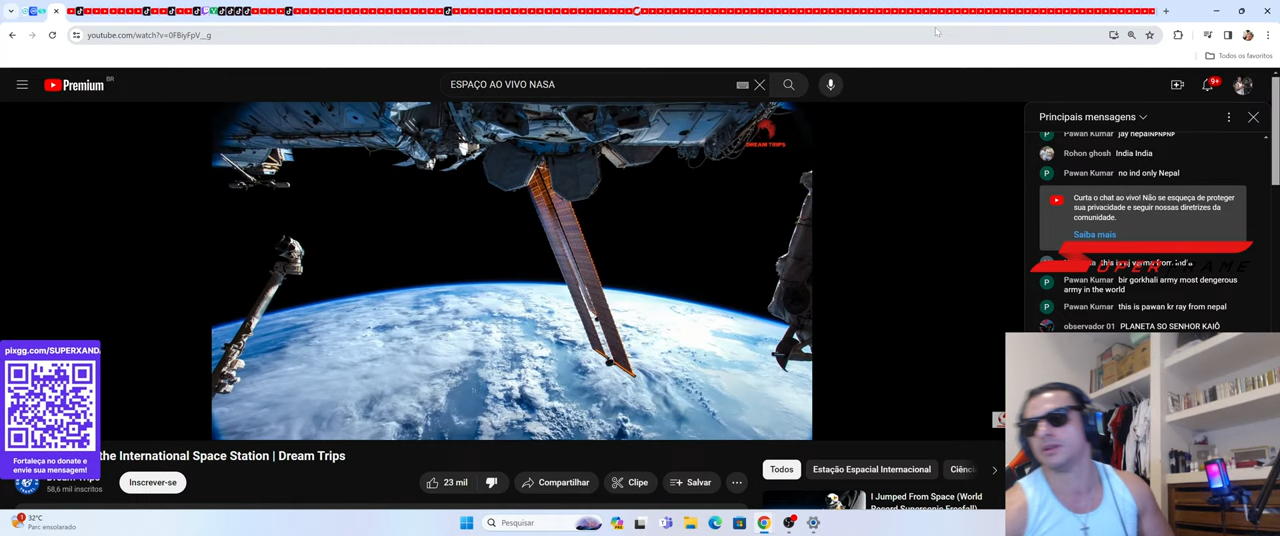 youtube.com/watch?v=0FBiyFpV_g
Todos os favoritos
Premium BR
ESPAÇO AO VIVO NASA
9+
DREAM TRIPS
Principais mensagens
Pawan Kumar jay nepalNPNPNP
Rohon ghosh India India
Pawan Kumar no ind only Nepal
Curta o chat ao vivo! Não se esqueça de proteger
sua privacidade e seguir nossas diretrizes da
comunidade.
Saiba mais
SUPER
Pawan Kumar bir gorkhali army most dengerous
army in the world
Pawan Kumar this is pawan kr ray from nepal
observador 01 PLANETA SO SENHOR KAIÔ
pixgg.com/SUPERXANDA
Fortaleça no donate e
envie sua mensagem!
the International Space Station | Dream Trips
Dream Trips
58,6 mil inscritos
Inscrever-se
23 mil
Compartilhar
Clipe
Salvar
Todos
Estação Espacial Internacional
Ciênc
I Jumped From Space (World
Record Supersonic Freefall)
32°C
Parc ensolarado
Pesquisar